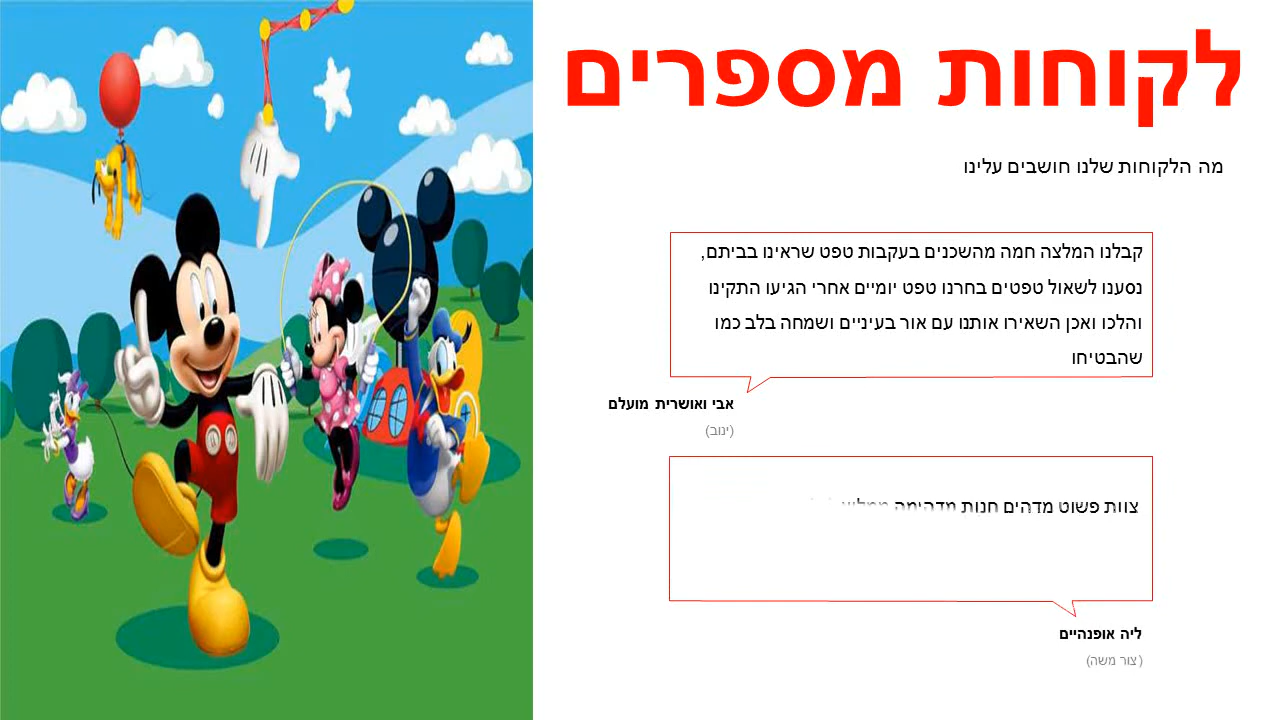 לקוחות מספרים
מה הלקוחות שלנו חושבים עלינו
קבלנו המלצה חמה מהשכנים בעקבות טפט שראינו בביתם,
נסענו לשאול טפטים בחרנו טפט יומיים אחרי הגיעו התקינו
והלכו ואכן השאירו אותנו עם אור בעיניים ושמחה בלב כמו
שהבטיחו
אבי ואושרית מועלם
(ינוב)
צוות פשוט מדהים חנות מדהימה
ליה אופנהיים
(צור משה)